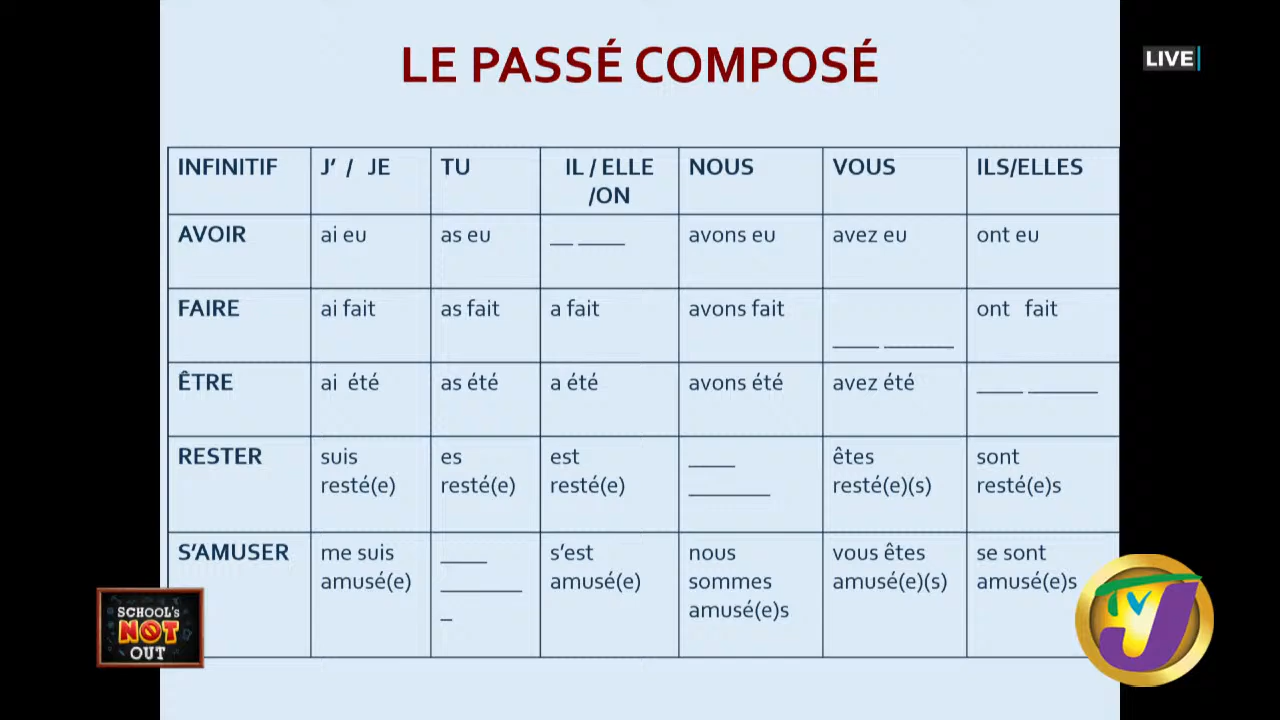 LE PASSÉ COMPOSÉ
LIVE
INFINITIF J’ / JE TU IL / ELLE /ON NOUS VOUS ILS/ELLES
AVOIR ai eu as eu __ ____ avons eu avez eu ont eu
FAIRE ai fait as fait a fait avons fait ____ ______ ont fait
ÊTRE ai été as été a été avons été avez été ____ ______
RESTER suis resté(e) es resté(e) est resté(e) ____ _______ êtes resté(e)(s) sont resté(e)s
S’AMUSER me suis amusé(e) ____ _______ _ s’est amusé(e) nous sommes amusé(e)s vous êtes amusé(e)(s) se sont amusé(e)s
SCHOOL's
NOT
OUT
TVJ